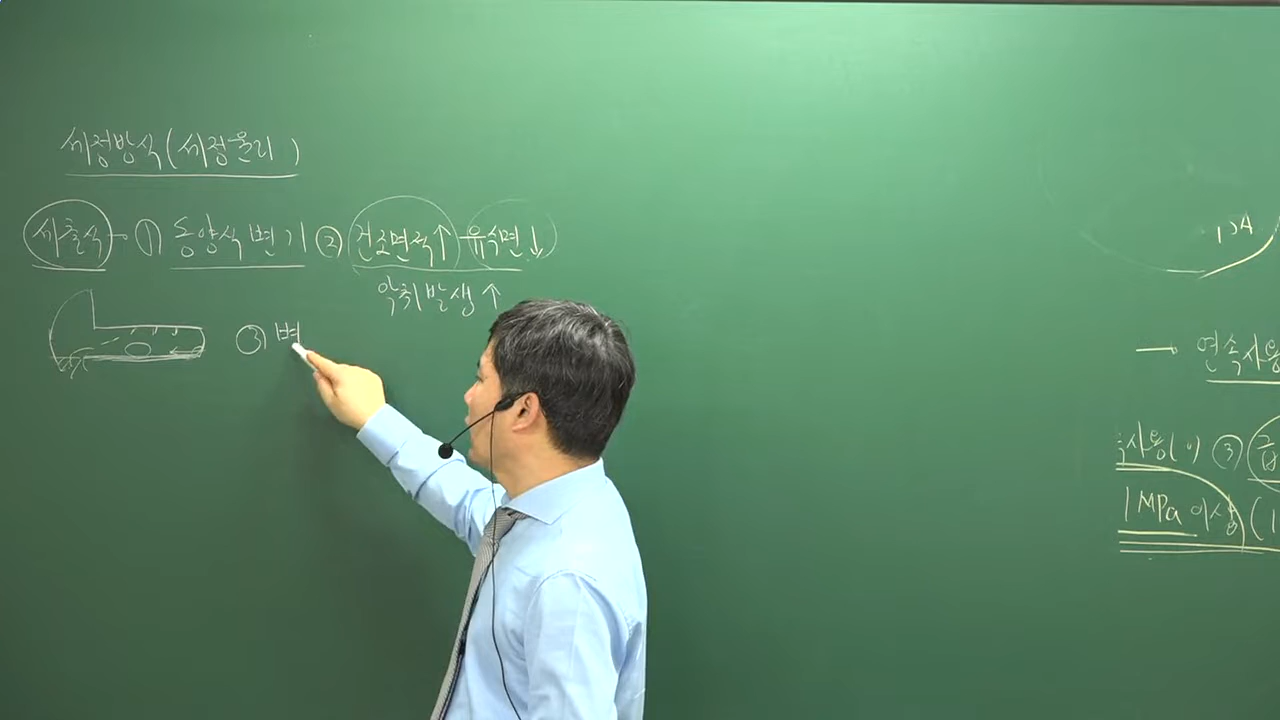 세정방식(세정원리)
세출식 - ① 동양식변기 ② 건조면적↑ 유수면↓
악취발생↑
③ 변
→ 연속사용
사용( ) ③ 급
1MPa 이상 (1